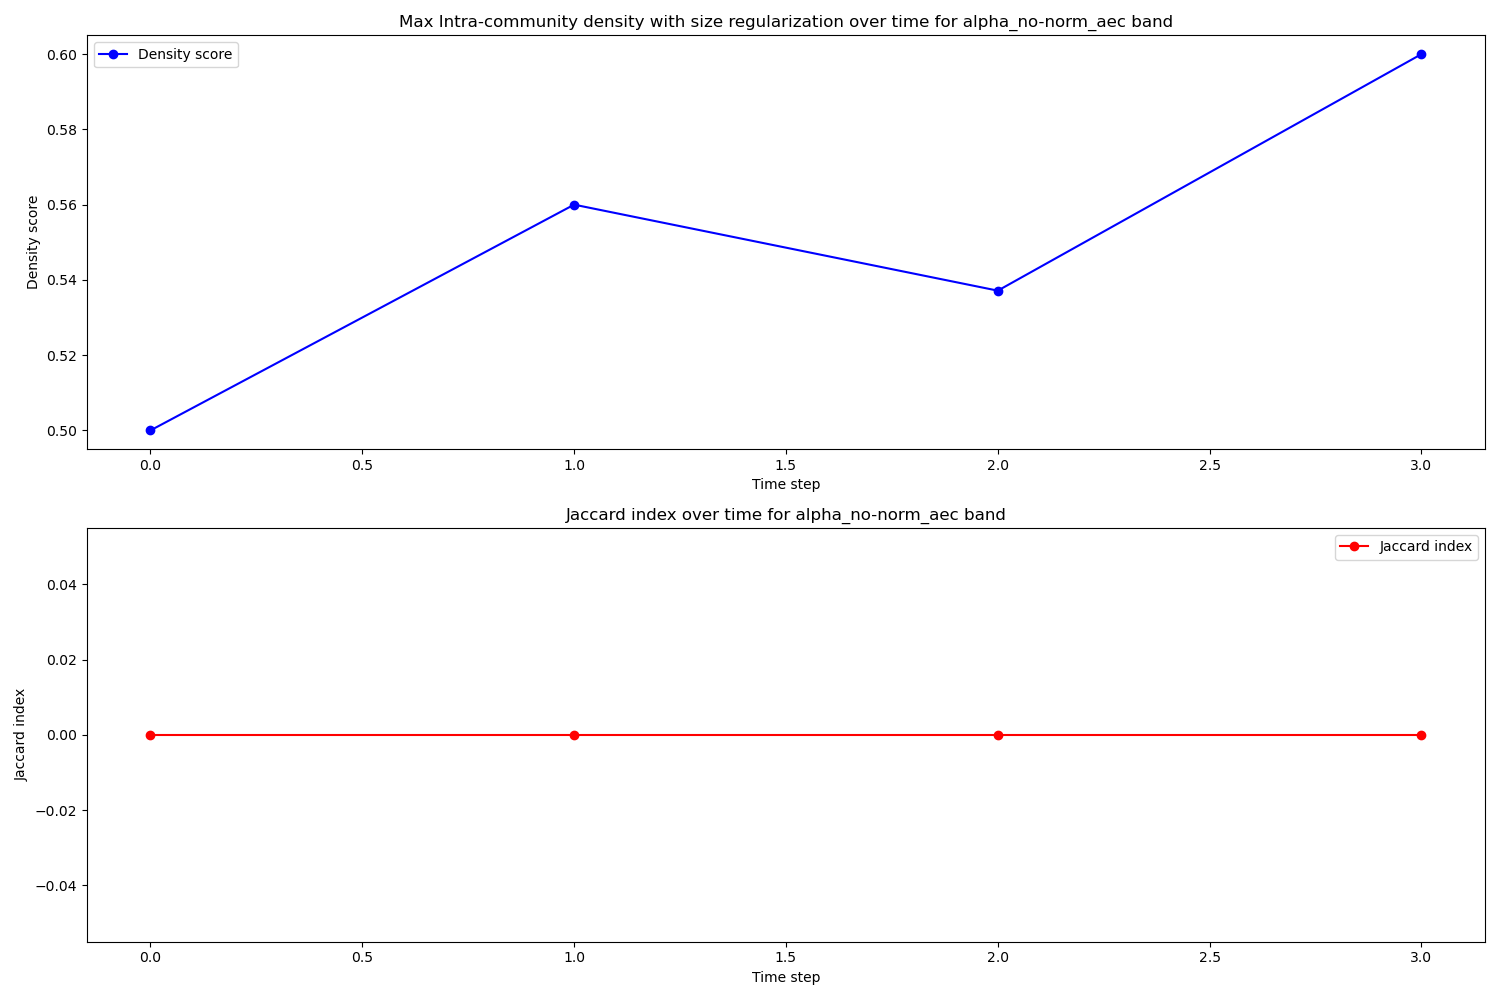 Max Intra-community density with size regularization over time for alpha_no-norm_aec band
Density score
0.60
0.58
0.56
0.54
0.52
0.50
Density score
0.0 0.5 1.0 1.5 2.0 2.5 3.0
Time step
Jaccard index over time for alpha_no-norm_aec band
Jaccard index
0.04
0.02
0.00
−0.02
−0.04
Jaccard index
0.0 0.5 1.0 1.5 2.0 2.5 3.0
Time step